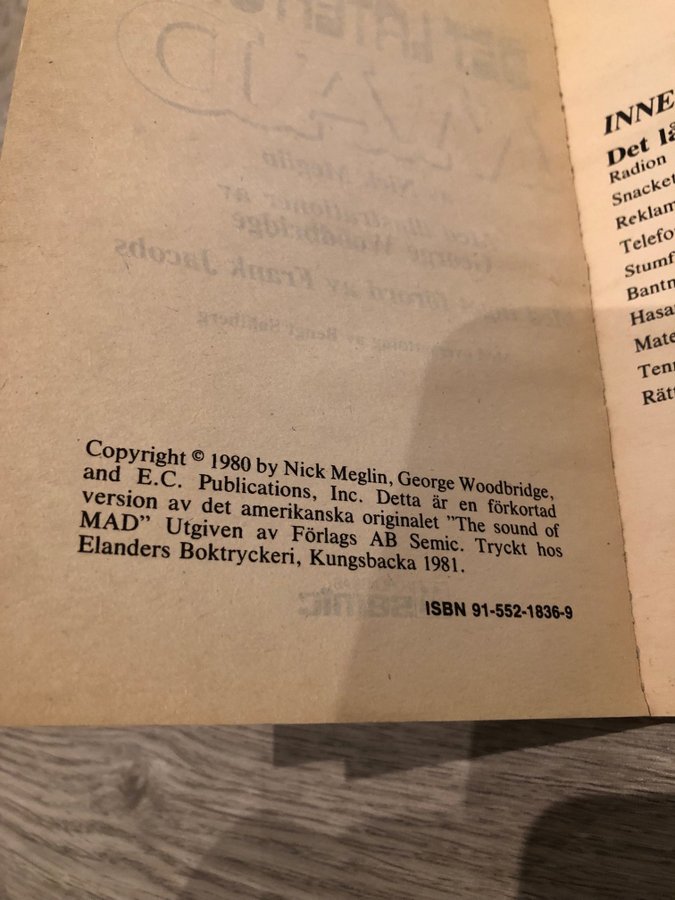 Copyright © 1980 by Nick Meglin, George Woodbridge,
and E.C. Publications, Inc. Detta är en förkortad
version av det amerikanska originalet ”The sound of
MAD” Utgiven av Förlags AB Semic. Tryckt hos
Elanders Boktryckeri, Kungsbacka 1981.
ISBN 91-552-1836-9
INNE
Det lå
Radion
Snacket
Reklam
Telefo
Stumf
Bantn
Hasa
Mate
Tenn
Rätt